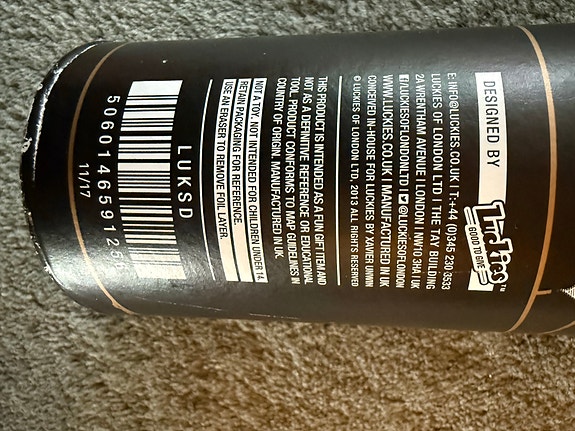 DESIGNED BY
Luckies™
GOOD TO GIVE
E: INFO@LUCKIES.CO.UK I T:+44 (0)345 230 3533
LUCKIES OF LONDON LTD I THE TAY BUILDING
2A WRENTHAM AVENUE I LONDON I NW10 3HA I UK
/LUCKIESOFLONDONLTD I @LUCKIESOFLONDON
WWW.LUCKIES.CO.UK I MANUFACTURED IN UK
CONCEIVED IN-HOUSE FOR LUCKIES BY XAVIER UNWIN
© LUCKIES OF LONDON LTD. 2013 ALL RIGHTS RESERVED
THIS PRODUCT IS INTENDED AS A FUN GIFT ITEM AND
NOT AS A DEFINITIVE REFERENCE OR EDUCATIONAL
TOOL. PRODUCT CONFORMS TO MAP GUIDELINES IN
COUNTRY OF ORIGIN. MANUFACTURED IN UK.
NOT A TOY. NOT INTENDED FOR CHILDREN UNDER 14.
RETAIN PACKAGING FOR REFERENCE.
USE AN ERASER TO REMOVE FOIL LAYER.
LUKSD
5060146591256
11/17